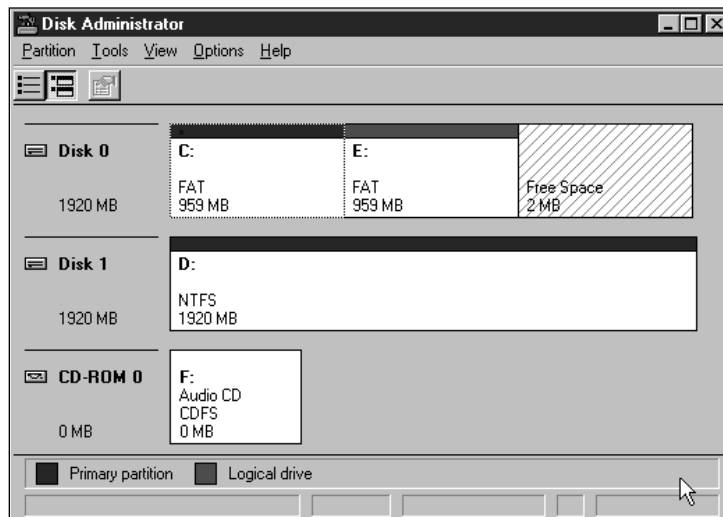 Disk Administrator
Partition Tools View Options Help
Disk 0
1920 MB
C:
FAT
959 MB
E:
FAT
959 MB
Free Space
2 MB
Disk 1
1920 MB
D:
NTFS
1920 MB
CD-ROM 0
0 MB
F:
Audio CD
CDFS
0 MB
Primary partition Logical drive